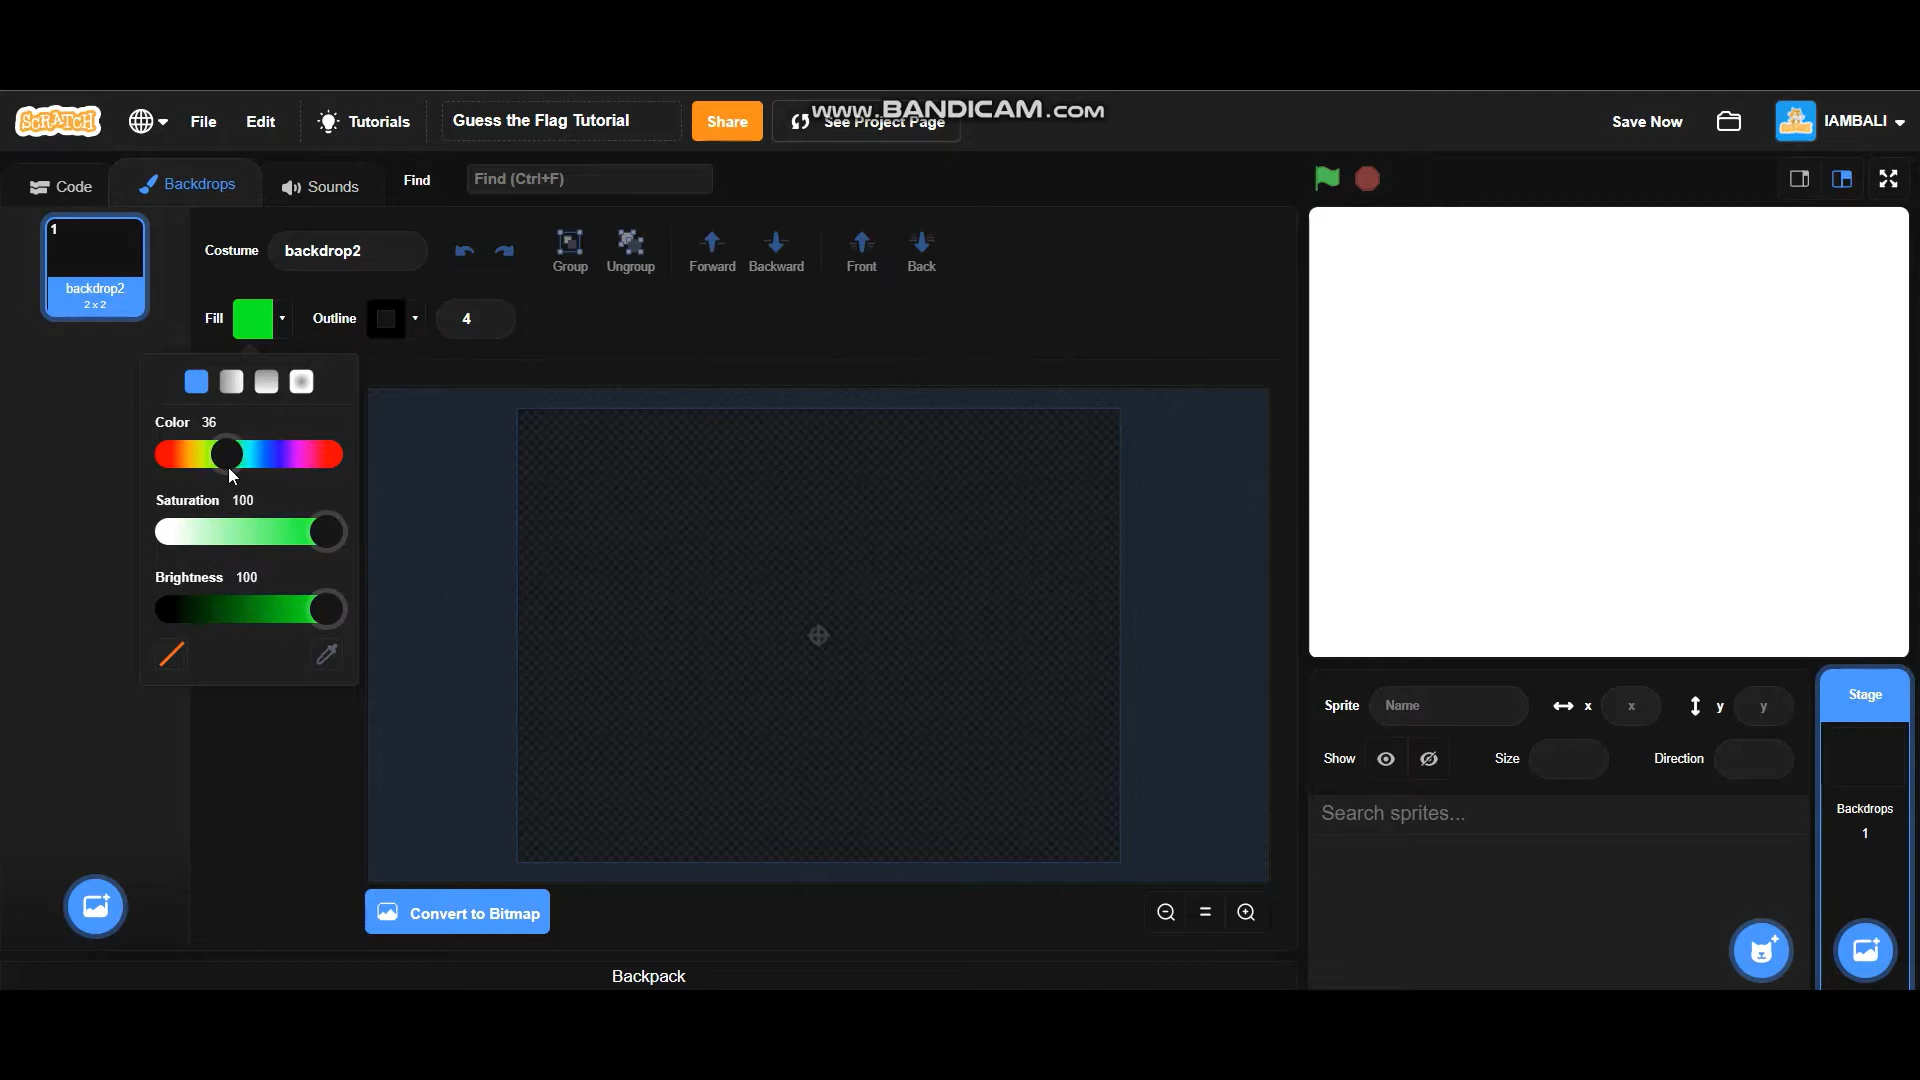 www.BANDICAM.com
SCRATCH
File
Edit
Tutorials
Guess the Flag Tutorial
Share
See Project Page
Save Now
IAMBALI
Code
Backdrops
Sounds
Find
Find (Ctrl+F)
1
backdrop2
2 x 2
Costume
backdrop2
Group
Ungroup
Forward
Backward
Front
Back
Fill
Outline
4
Color 36
Saturation 100
Brightness 100
Convert to Bitmap
Backpack
Sprite
Name
x
x
y
y
Show
Size
Direction
Search sprites...
Stage
Backdrops
1